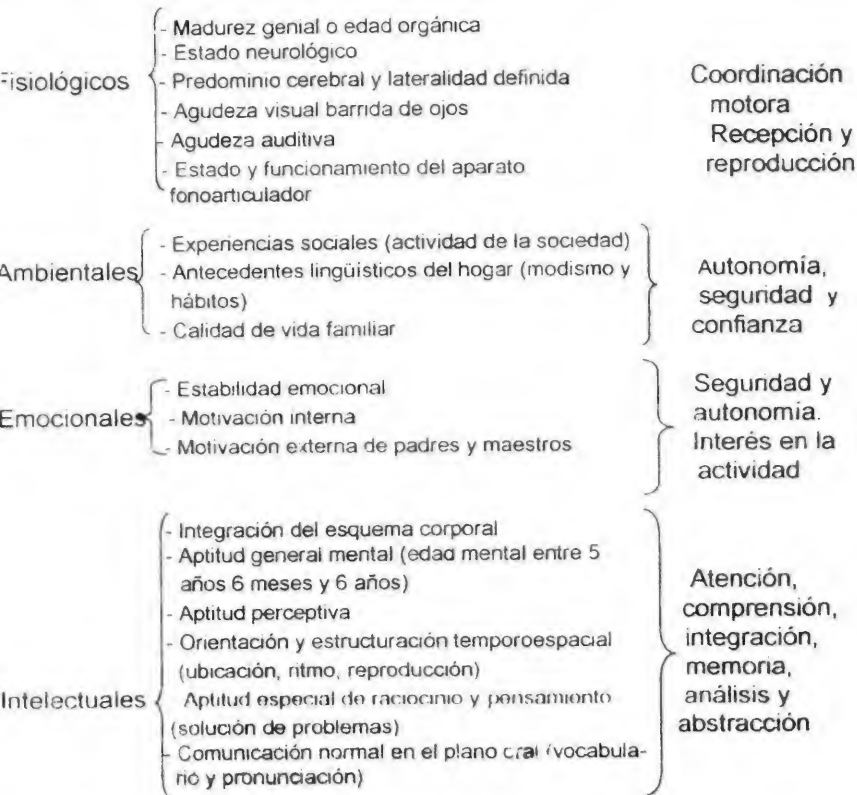 - Madurez genial o edad orgánica
- Estado neurológico
Fisiológicos
- Predominio cerebral y lateralidad definida
- Agudeza visual barrida de ojos
- Agudeza auditiva
- Estado y funcionamiento del aparato
fonoarticulador
Coordinación
motora
Recepción y
reproducción
Ambientales
- Experiencias sociales (actividad de la sociedad)
- Antecedentes lingüísticos del hogar (modismo y
hábitos)
- Calidad de vida familiar
Autonomía,
seguridad y
confianza
Emocionales
- Estabilidad emocional
- Motivación interna
- Motivación externa de padres y maestros
Seguridad y
autonomía.
Interés en la
actividad
Intelectuales
- Integración del esquema corporal
- Aptitud general mental (edad mental entre 5
años 6 meses y 6 años)
- Aptitud perceptiva
- Orientación y estructuración temporoespacial
(ubicación, ritmo, reproducción)
Aptitud especial de raciocinio y pensamiento
(solución de problemas)
- Comunicación normal en el plano oral (vocabula-
rio y pronunciación)
Atención,
comprensión,
integración,
memoria,
análisis y
abstracción